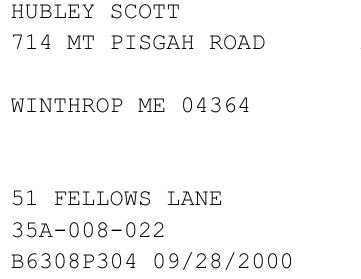 HUBLEY SCOTT
714 MT PISGAH ROAD
WINTHROP ME 04364
51 FELLOWS LANE
35A-008-022
B6308P304 09/28/2000